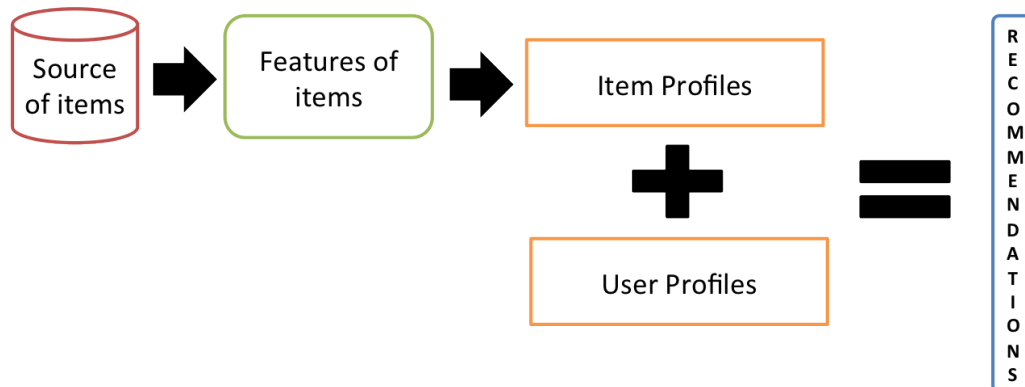 Source
of items
Features of
items
Item Profiles
User Profiles
R
E
C
O
M
M
E
N
D
A
T
I
O
N
S